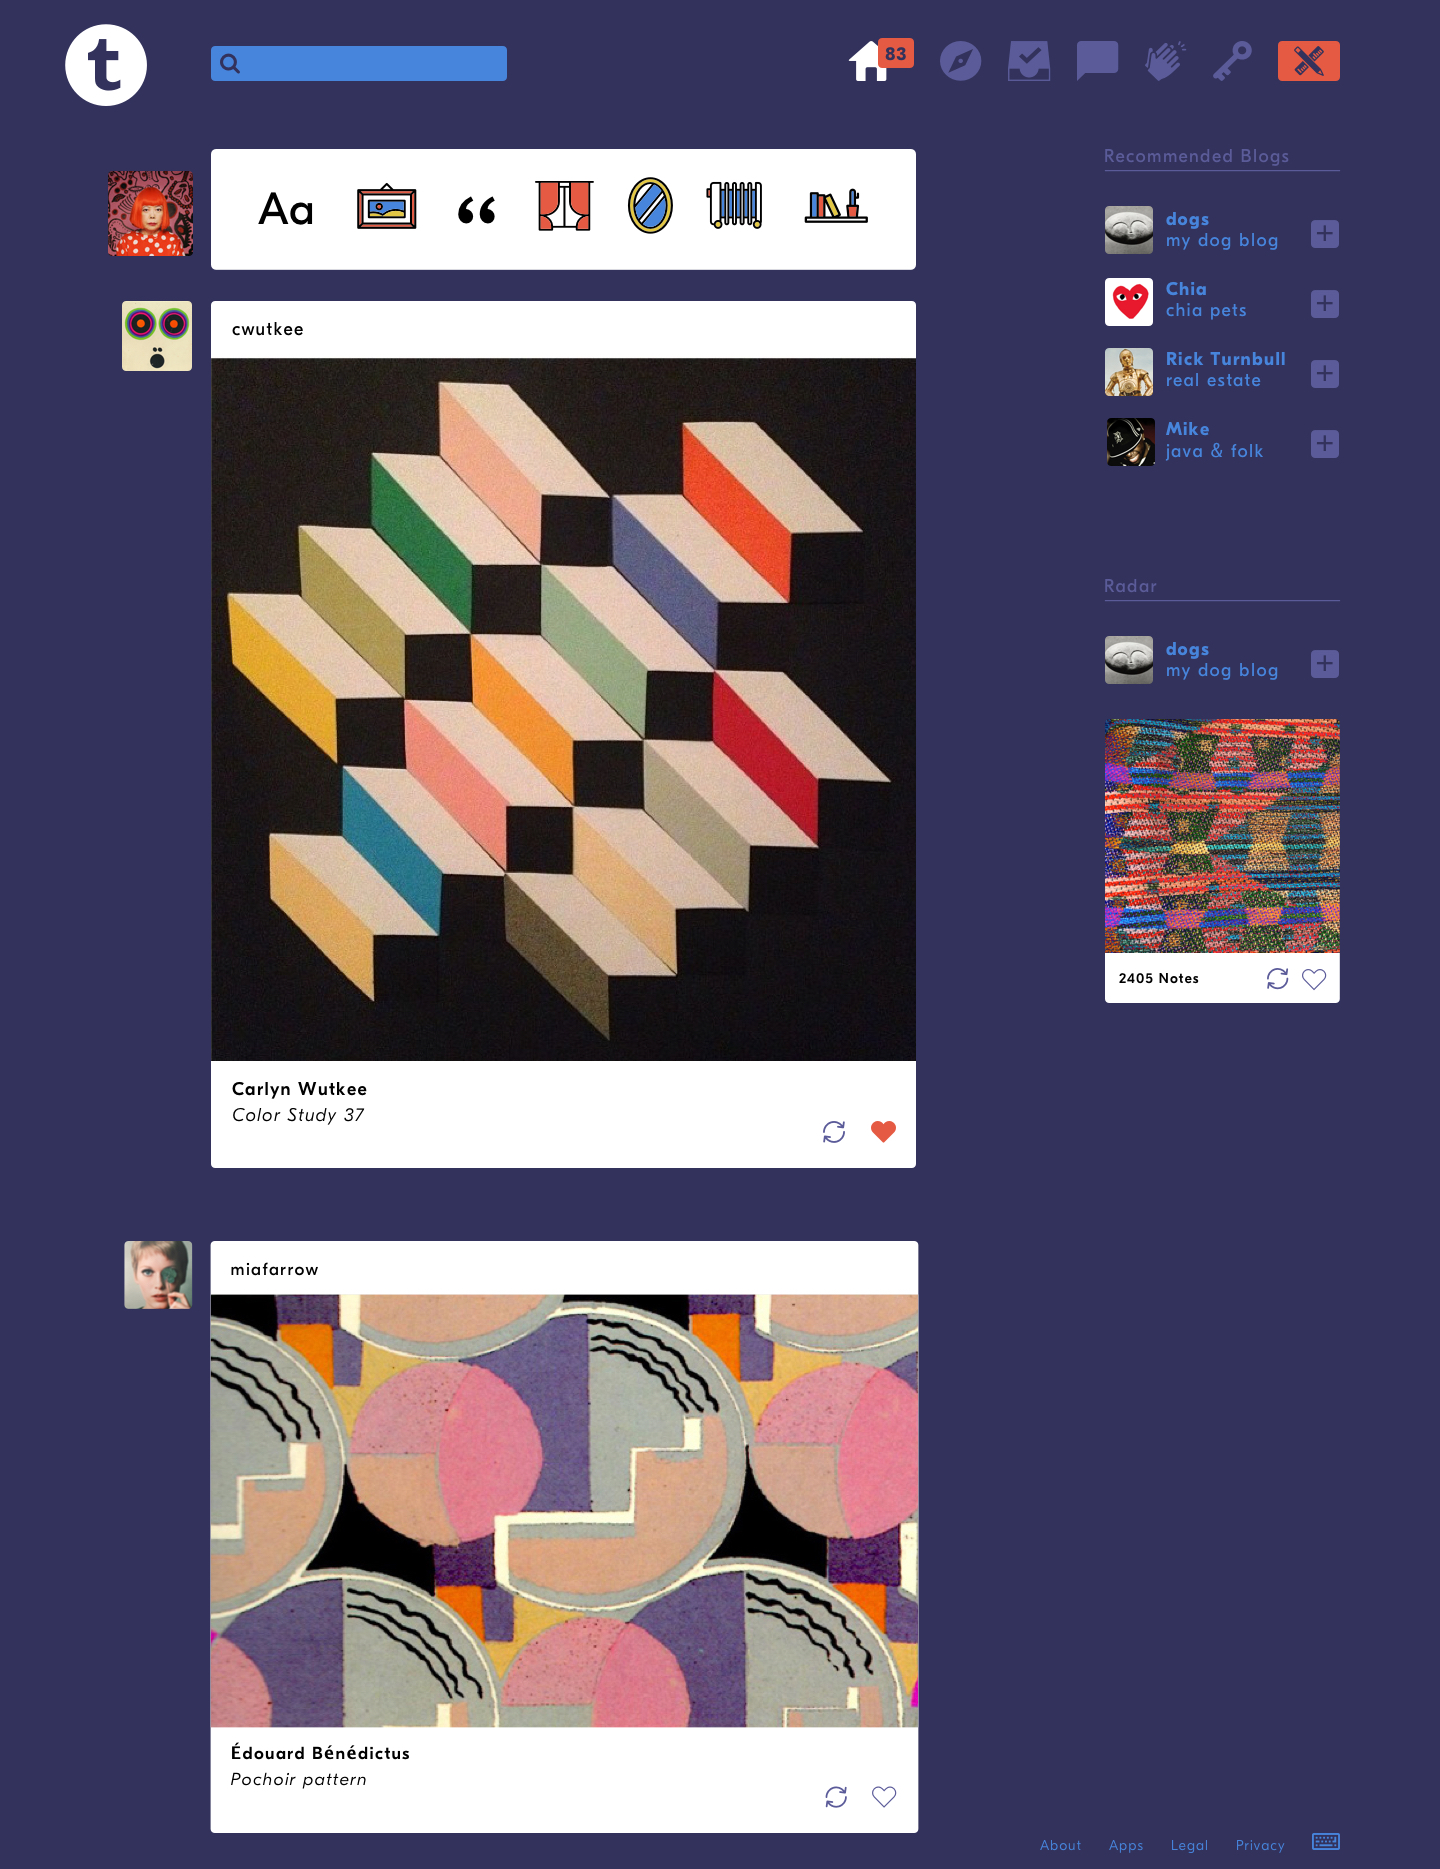 t
83
Recommended Blogs
Aa
“
dogs
my dog blog
Chia
chia pets
Rick Turnbull
real estate
Mike
java & folk
cwutkee
Radar
dogs
my dog blog
2405 Notes
Carlyn Wutkee
Color Study 37
miafarrow
Édouard Bénédictus
Pochoir pattern
About Apps Legal Privacy